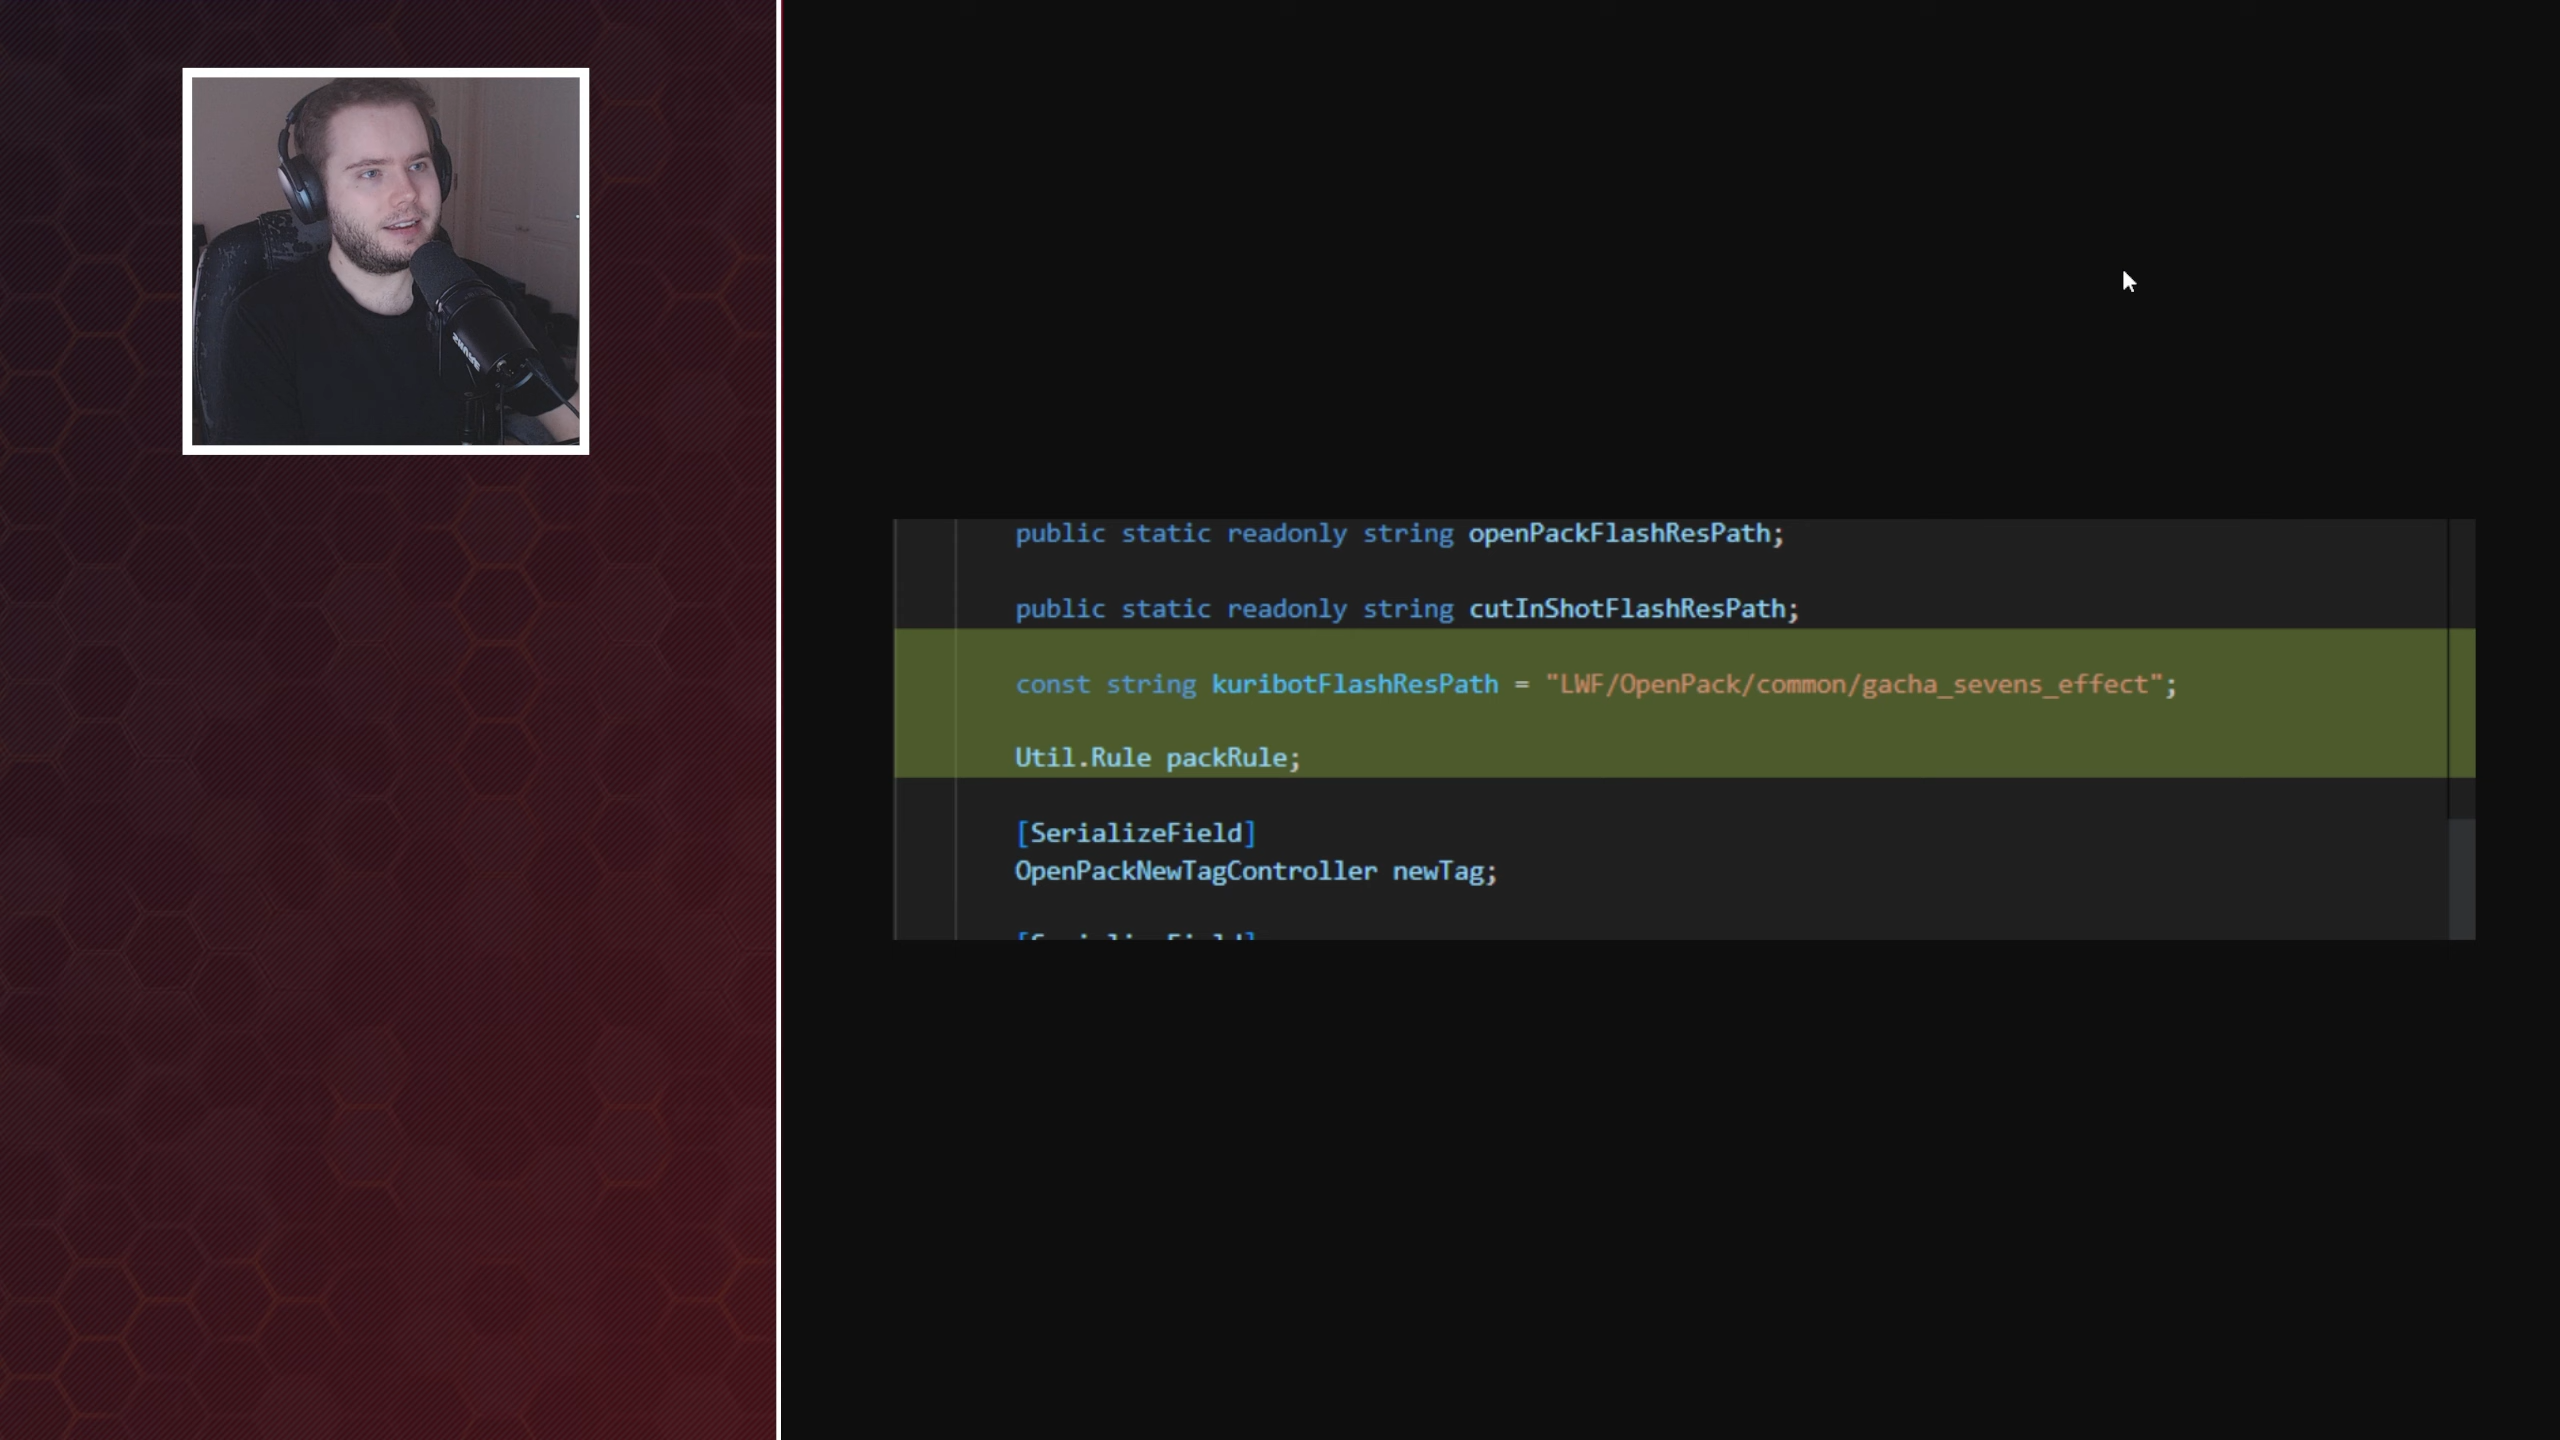 public static readonly string openPackFlashResPath;
public static readonly string cutInShotFlashResPath;
const string kuribotFlashResPath = "LWF/OpenPack/common/gacha_sevens_effect";
Util.Rule packRule;
[SerializeField]
OpenPackNewTagController newTag;